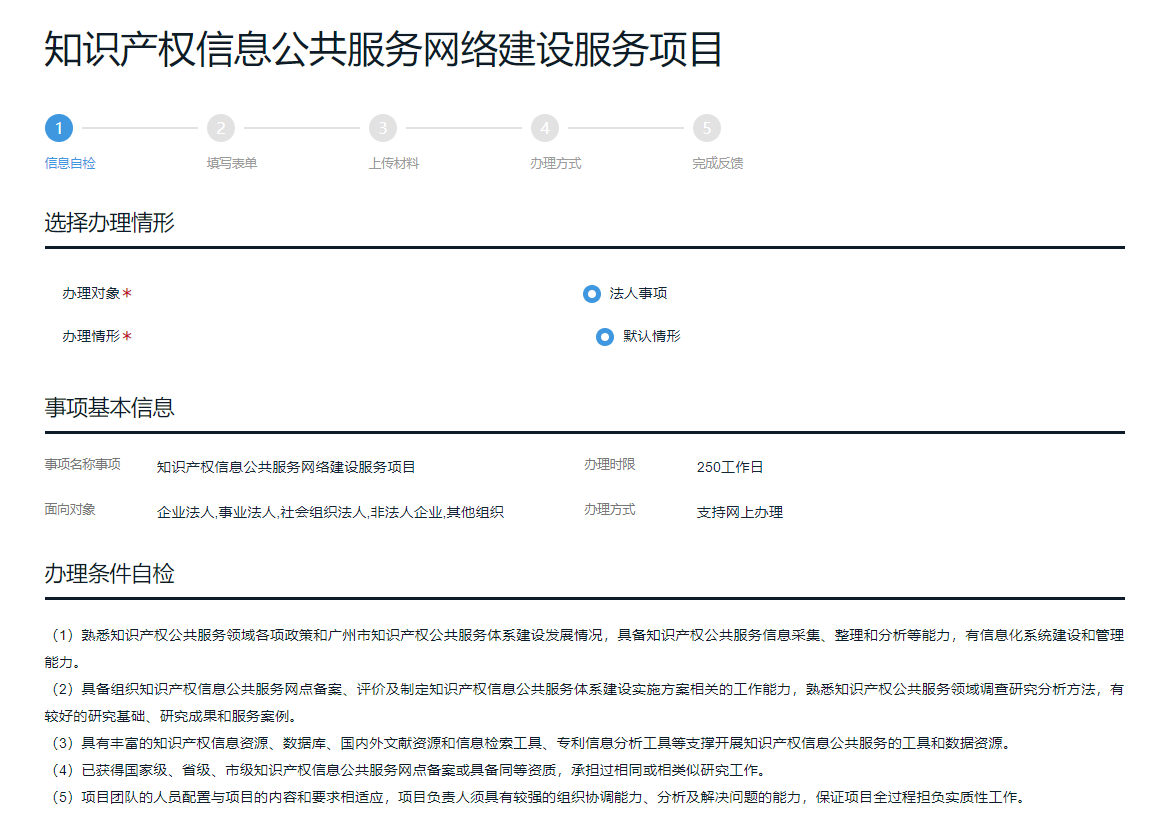 知识产权信息公共服务网络建设服务项目
1 2 3 4 5
信息自检 填写表单 上传材料 办理方式 完成反馈
选择办理情形
办理对象* 法人事项
办理情形* 默认情形
事项基本信息
事项名称事项 知识产权信息公共服务网络建设服务项目 办理时限 250工作日
面向对象 企业法人,事业法人,社会组织法人,非法人企业,其他组织 办理方式 支持网上办理
办理条件自检
（1）熟悉知识产权公共服务领域各项政策和广州市知识产权公共服务体系建设发展情况，具备知识产权公共服务信息采集、整理和分析等能力，有信息化系统建设和管理
能力。
（2）具备组织知识产权信息公共服务网点备案、评价及制定知识产权信息公共服务体系建设实施方案相关的工作能力，熟悉知识产权公共服务领域调查研究分析方法，有
较好的研究基础、研究成果和服务案例。
（3）具有丰富的知识产权信息资源、数据库、国内外文献资源和信息检索工具、专利信息分析工具等支撑开展知识产权信息公共服务的工具和数据资源。
（4）已获得国家级、省级、市级知识产权信息公共服务网点备案或具备同等资质，承担过相同或相类似研究工作。
（5）项目团队的人员配置与项目的内容和要求相适应，项目负责人须具有较强的组织协调能力、分析及解决问题的能力，保证项目全过程担负实质性工作。